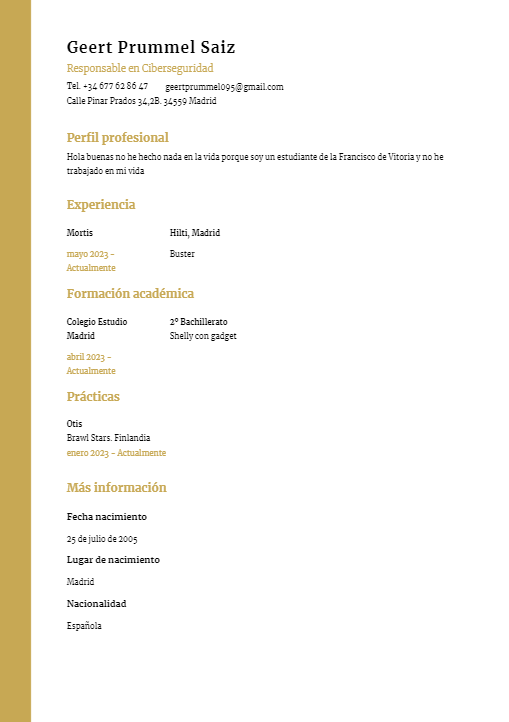 Geert Prummel Saiz
Responsable en Ciberseguridad
Tel. +34 677 62 86 47 geertprummel095@gmail.com
Calle Pinar Prados 34,2B. 34559 Madrid
Perfil profesional
Hola buenas no he hecho nada en la vida porque soy un estudiante de la Francisco de Vitoria y no he
trabajado en mi vida
Experiencia
Mortis Hilti, Madrid
mayo 2023 - Buster
Actualmente
Formación académica
Colegio Estudio 2º Bachillerato
Madrid Shelly con gadget
abril 2023 -
Actualmente
Prácticas
Otis
Brawl Stars. Finlandia
enero 2023 - Actualmente
Más información
Fecha nacimiento
25 de julio de 2005
Lugar de nacimiento
Madrid
Nacionalidad
Española